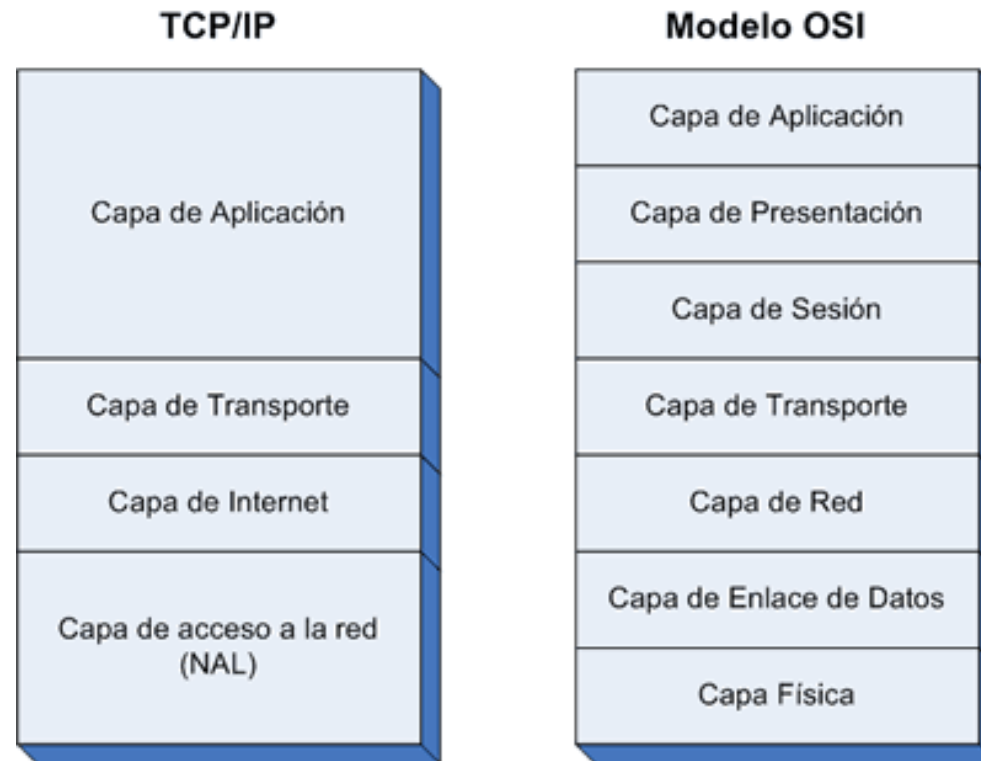 TCP/IP
Capa de Aplicación
Capa de Transporte
Capa de Internet
Capa de acceso a la red
(NAL)
Modelo OSI
Capa de Aplicación
Capa de Presentación
Capa de Sesión
Capa de Transporte
Capa de Red
Capa de Enlace de Datos
Capa Física